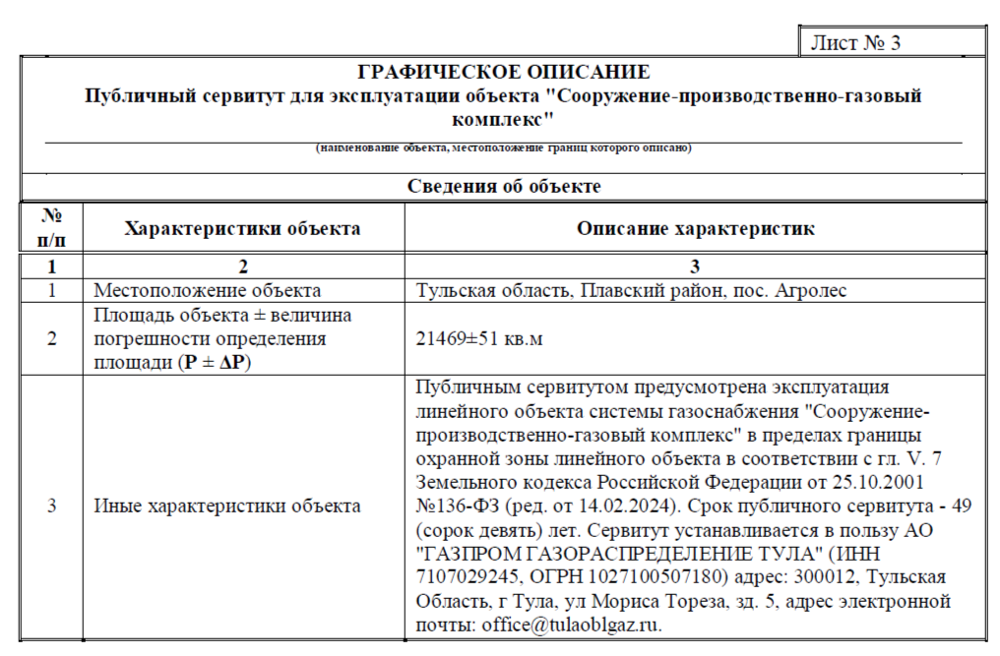 Лист № 3
ГРАФИЧЕСКОЕ ОПИСАНИЕ
Публичный сервитут для эксплуатации объекта "Сооружение-производственно-газовый
комплекс"
(наименование объекта, местоположение границ которого описано)
Сведения об объекте
№
п/п
Характеристики объекта
Описание характеристик
1
2
3
1
Местоположение объекта
Тульская область, Плавский район, пос. Агролес
2
Площадь объекта ± величина
погрешности определения
площади (P ± ΔP)
21469±51 кв.м
3
Иные характеристики объекта
Публичным сервитутом предусмотрена эксплуатация
линейного объекта системы газоснабжения "Сооружение-
производственно-газовый комплекс" в пределах границы
охранной зоны линейного объекта в соответствии с гл. V. 7
Земельного кодекса Российской Федерации от 25.10.2001
№136-ФЗ (ред. от 14.02.2024). Срок публичного сервитута - 49
(сорок девять) лет. Сервитут устанавливается в пользу АО
"ГАЗПРОМ ГАЗОРАСПРЕДЕЛЕНИЕ ТУЛА" (ИНН
7107029245, ОГРН 1027100507180) адрес: 300012, Тульская
Область, г Тула, ул Мориса Тореза, зд. 5, адрес электронной
почты: office@tulaoblgaz.ru.